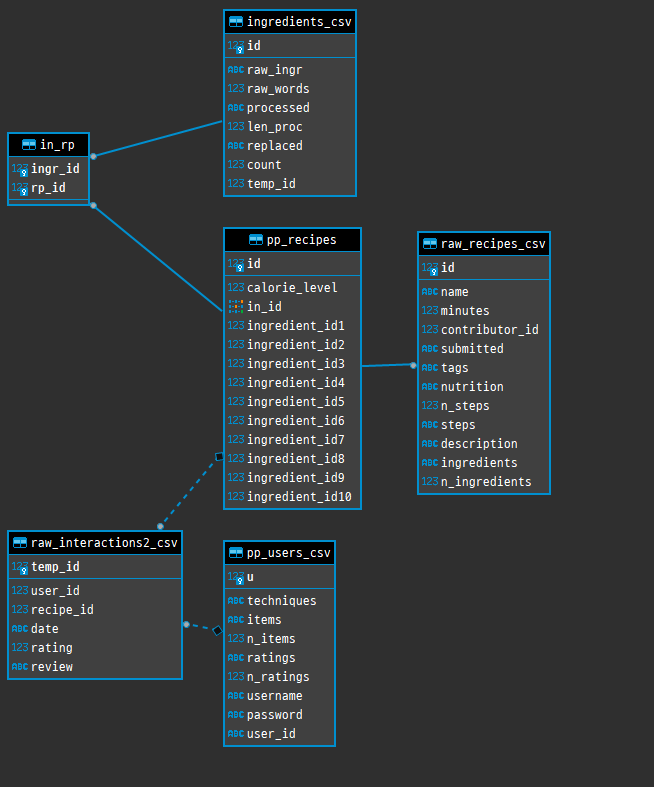 ingredients_csv
123 id
ABC raw_ingr
123 raw_words
ABC processed
123 len_proc
ABC replaced
123 count
123 temp_id
in_rp
123 ingr_id
123 rp_id
pp_recipes
123 id
123 calorie_level
in_id
123 ingredient_id1
123 ingredient_id2
123 ingredient_id3
123 ingredient_id4
123 ingredient_id5
123 ingredient_id6
123 ingredient_id7
123 ingredient_id8
123 ingredient_id9
123 ingredient_id10
raw_recipes_csv
123 id
ABC name
123 minutes
123 contributor_id
ABC submitted
ABC tags
ABC nutrition
123 n_steps
ABC steps
ABC description
ABC ingredients
123 n_ingredients
raw_interactions2_csv
123 temp_id
123 user_id
123 recipe_id
ABC date
123 rating
ABC review
pp_users_csv
123 u
ABC techniques
ABC items
123 n_items
ABC ratings
123 n_ratings
ABC username
ABC password
123 user_id